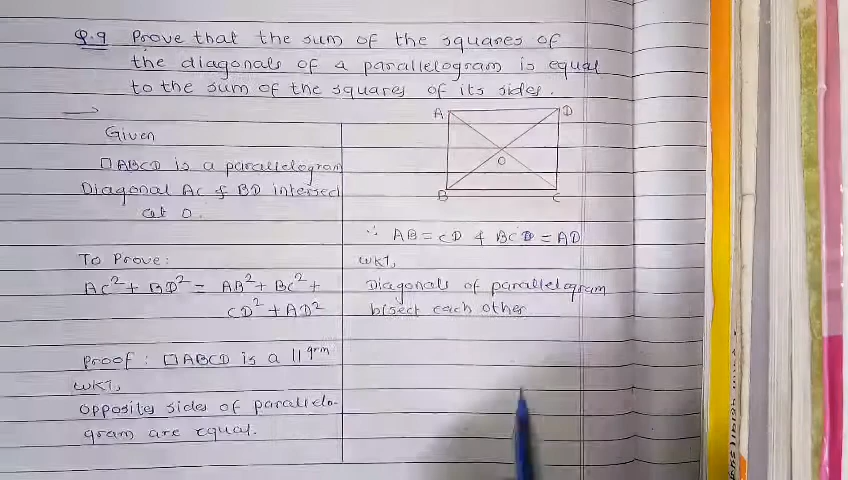 Q.9 Prove that the sum of the squares of
the diagonals of a parallelogram is equal
to the sum of the squares of its sides.
Given
□ABCD is a parallelogram
Diagonal AC & BD intersect
at O.
To Prove:
AC² + BD² = AB² + BC² +
CD² + AD²
Proof : □ABCD is a ||grm
WKT,
opposites sides of parallelo-
gram are equal.
A D
O
B C
∴ AB = CD & BC = AD
WKT,
Diagonals of parallelogram
bisect each other